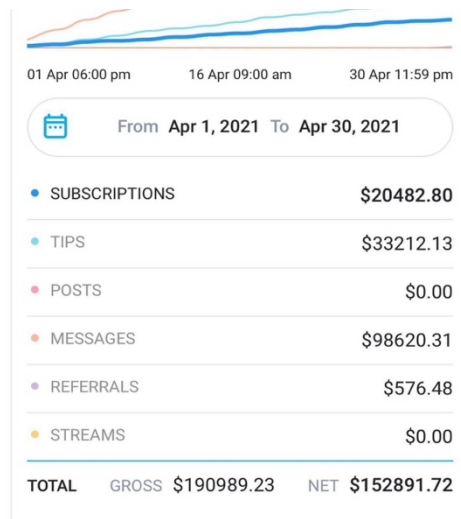 01 Apr 06:00 pm 16 Apr 09:00 am 30 Apr 11:59 pm
From Apr 1, 2021 To Apr 30, 2021
SUBSCRIPTIONS $20482.80
TIPS $33212.13
POSTS $0.00
MESSAGES $98620.31
REFERRALS $576.48
STREAMS $0.00
TOTAL GROSS $190989.23 NET $152891.72